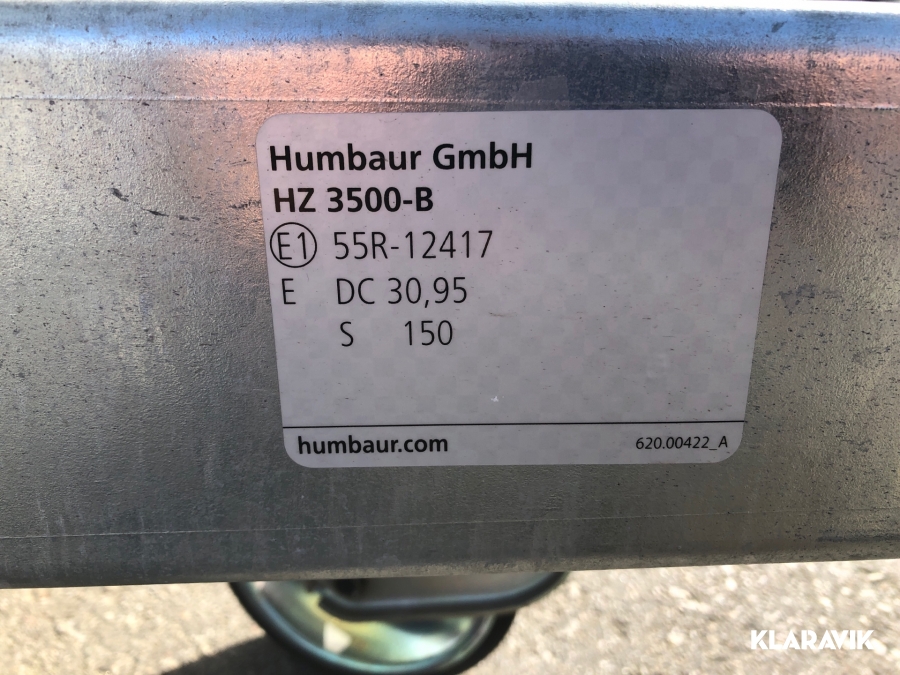 Humbaur GmbH
HZ 3500-B
E1 55R-12417
E DC 30,95
S 150
humbaur.com 620.00422_A
KLARAVIK